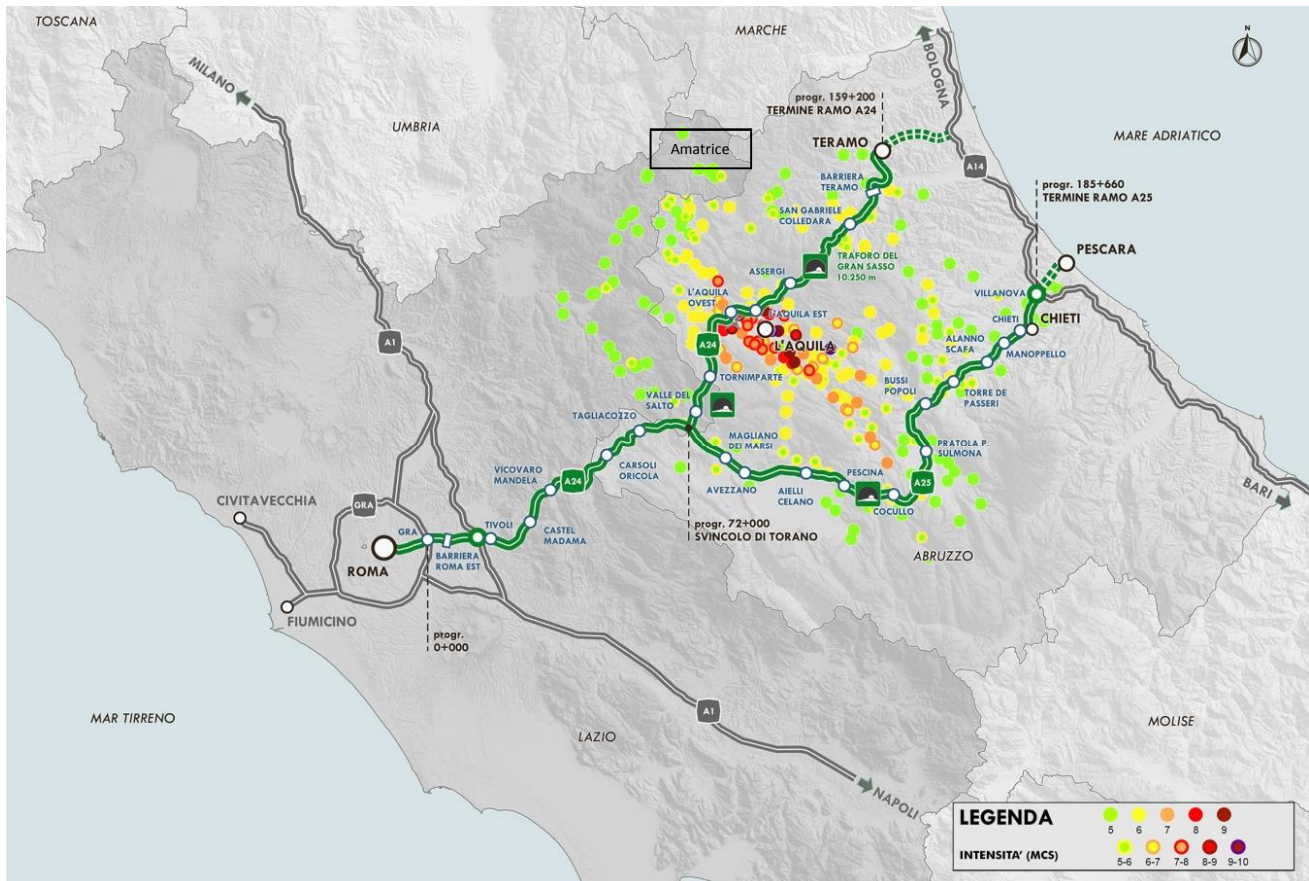 TOSCANA
MARCHE
MILANO
BOLOGNA
UMBRIA
progr. 159+200
TERMINE RAMO A24
MARE ADRIATICO
Amatrice
TERAMO
A14
BARRIERA
TERAMO
progr. 185+660
TERMINE RAMO A25
SAN GABRIELE
COLLEDARA
PESCARA
TRAFORO DEL
GRAN SASSO
10.250 m
ASSERGI
VILLANOVA
L'AQUILA
OVEST
L'AQUILA EST
CHIETI
CHIETI
A1
A24
L'AQUILA
ALANNO
SCAFA
MANOPPELLO
TORNIMPARTE
BUSSI
POPOLI
TORRE DE
PASSERI
VALLE DEL
SALTO
TAGLIACOZZO
MAGLIANO
DEI MARSI
PRATOLA P.
SULMONA
VICOVARO
MANDELA
A24
CARSOLI
ORICOLA
PESCINA
A25
AVEZZANO
AIELLI
CELANO
COCULLO
BARI
CIVITAVECCHIA
GRA
GRA
TIVOLI
CASTEL
MADAMA
progr. 72+000
SVINCOLO DI TORANO
ROMA
BARRIERA
ROMA EST
ABRUZZO
FIUMICINO
progr.
0+000
A1
MAR TIRRENO
LAZIO
MOLISE
NAPOLI
LEGENDA
5 6 7 8 9
INTENSITA' (MCS)
5-6 6-7 7-8 8-9 9-10
N